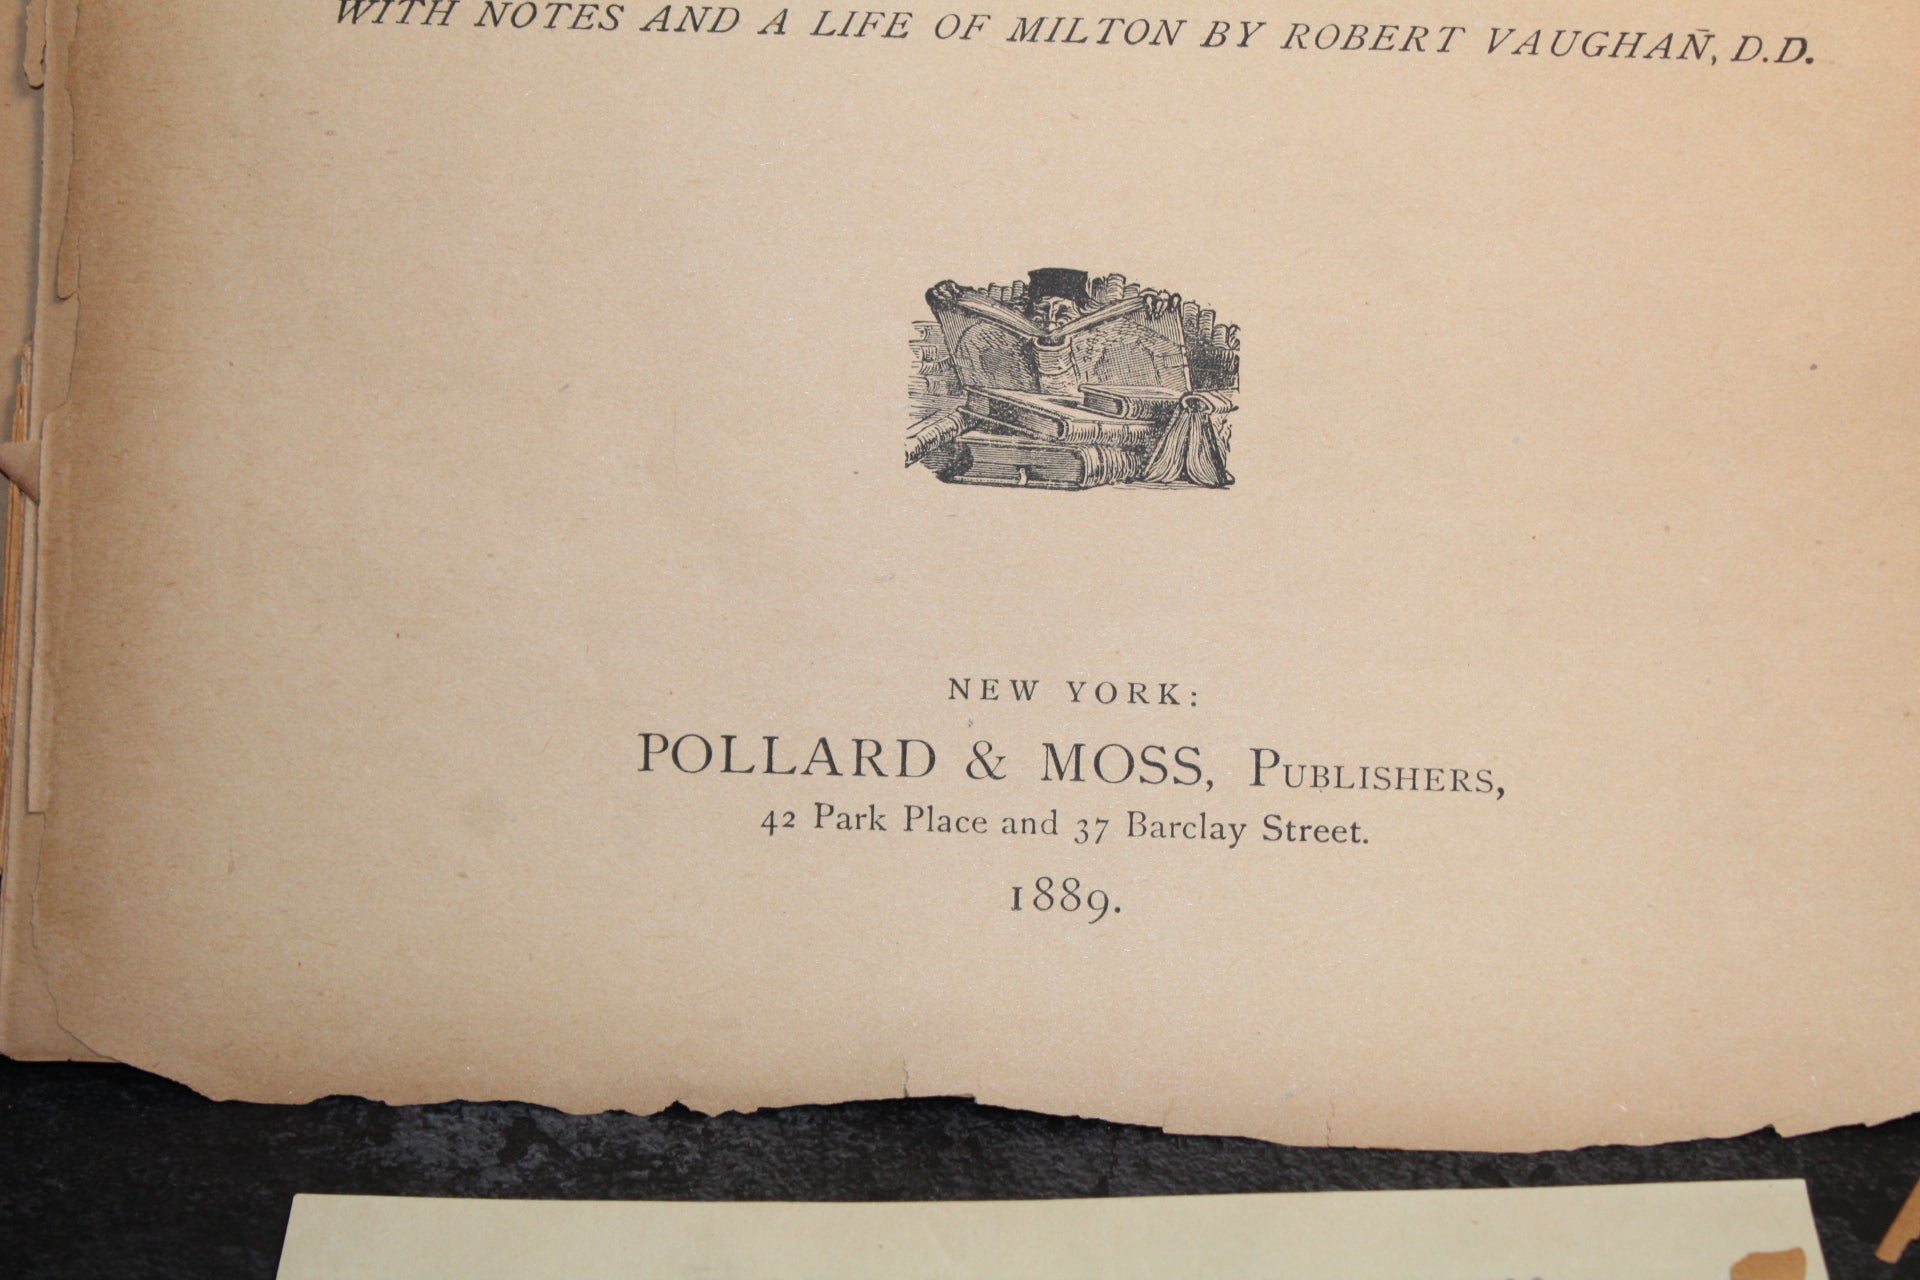 WITH NOTES AND A LIFE OF MILTON BY ROBERT VAUGHAN, D.D.
NEW YORK:
POLLARD & MOSS, PUBLISHERS,
42 Park Place and 37 Barclay Street.
1889.